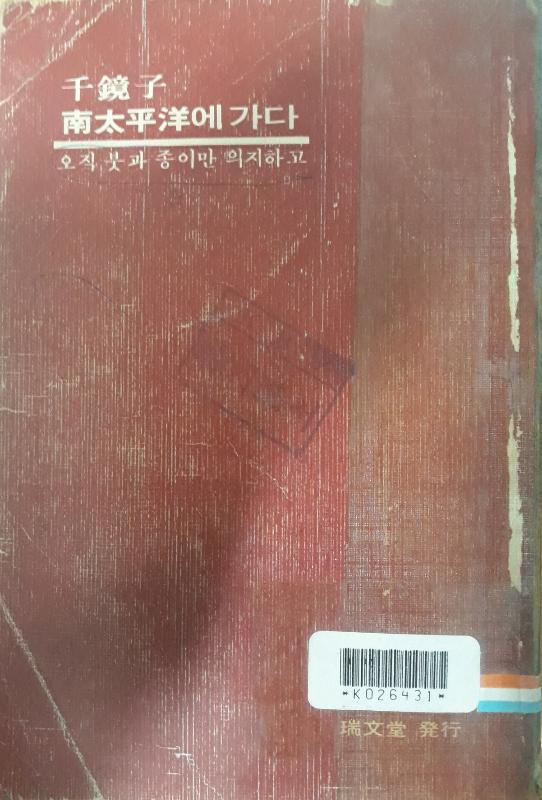 千鏡子
南太平洋에 가다
오직 붓과 종이만 의지하고
*K026431*
瑞文堂 発行